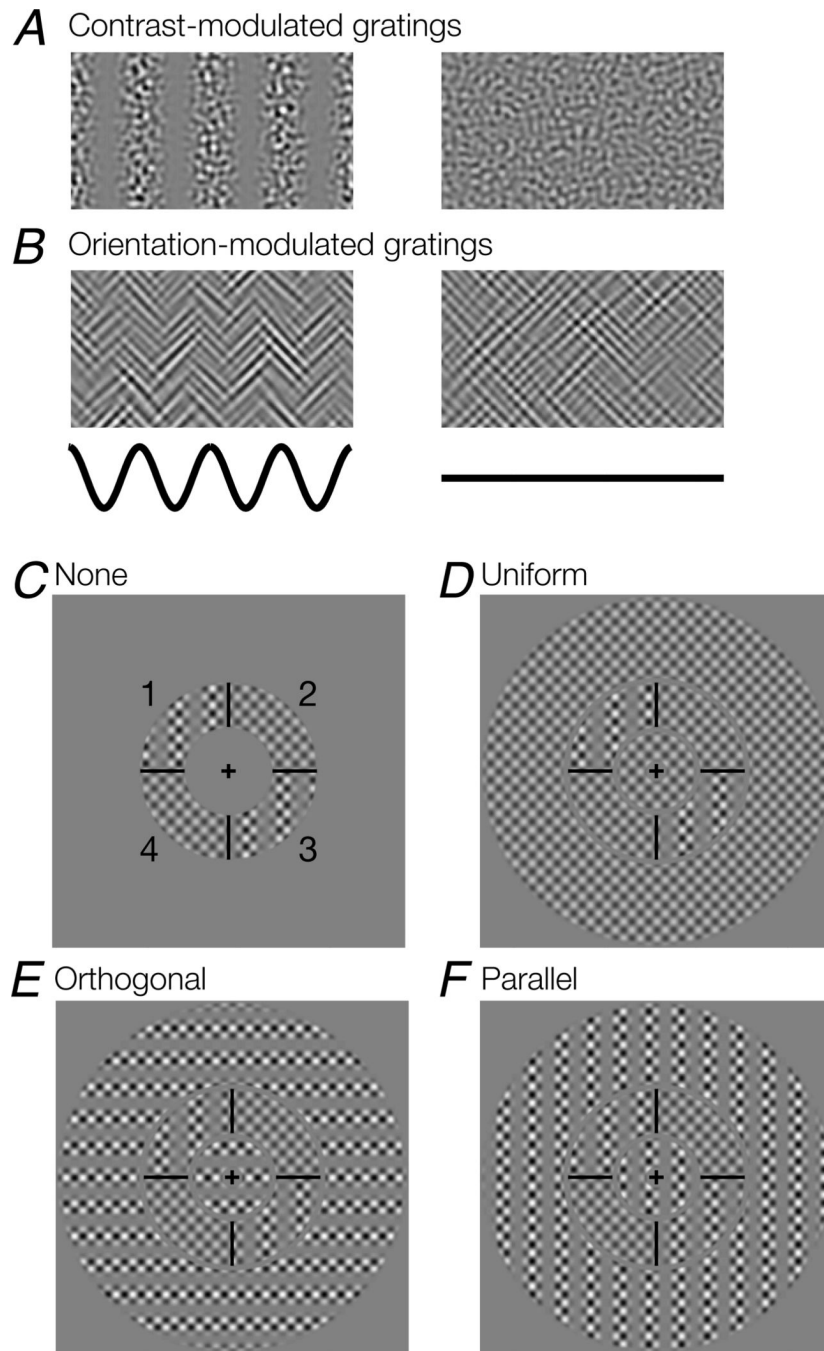 A Contrast-modulated gratings
B Orientation-modulated gratings
C None
D Uniform
1 2
4 3
E Orthogonal
F Parallel